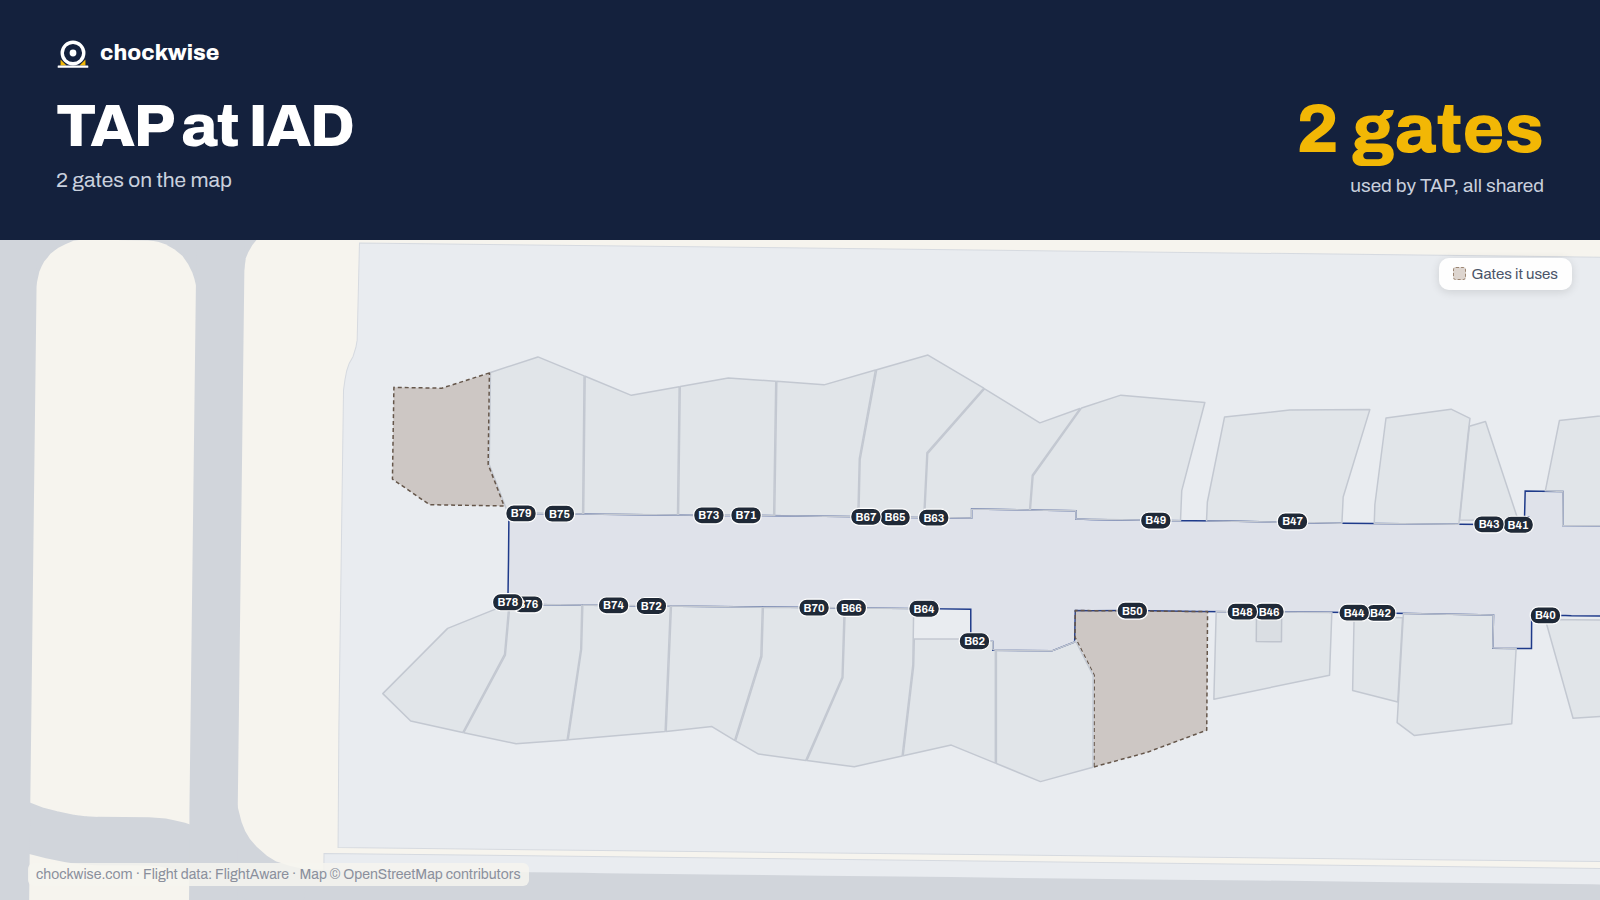 chockwise
TAP at IAD
2 gates on the map
2 gates
used by TAP, all shared
Gates it uses
B79 B75 B73 B71 B67 B65 B63 B49 B47 B43 B41
B78 B76 B74 B72 B70 B66 B64 B62 B50 B48 B46 B44 B42 B40
chockwise.com · Flight data: FlightAware · Map © OpenStreetMap contributors